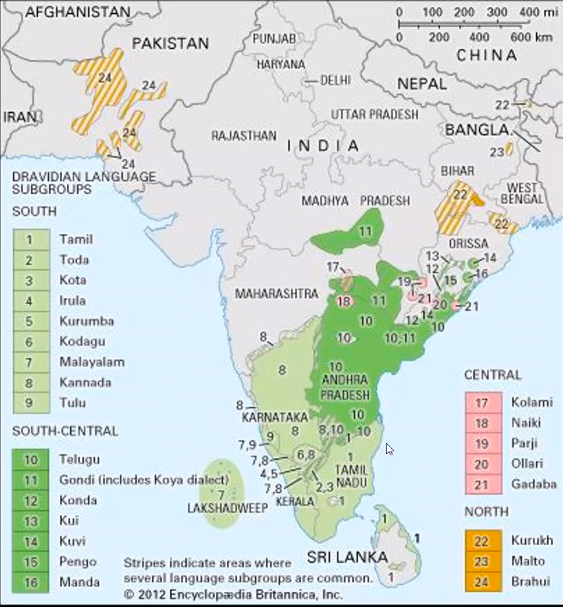 AFGHANISTAN
PAKISTAN
IRAN
PUNJAB
HARYANA
DELHI
0 100 200 300 400 mi
0 200 400 600 km
CHINA
NEPAL
UTTAR PRADESH
RAJASTHAN
INDIA
BANGLA.
BIHAR
WEST
BENGAL
MADHYA PRADESH
ORISSA
MAHARASHTRA
ANDHRA
PRADESH
KARNATAKA
TAMIL
NADU
KERALA
LAKSHADWEEP
SRI LANKA
24
24
24
24
22
23
22
22
11
17
18
11
10
10
10,11
10
10
13
12
14
16
15
19
21
20
21
14
12
10
8
8
8
8
9
7,9
7,8
4,5
7,8
6,8
2,3
8,10
10
1
1
1
7
1
1
1
DRAVIDIAN LANGUAGE
SUBGROUPS
SOUTH
1 Tamil
2 Toda
3 Kota
4 Irula
5 Kurumba
6 Kodagu
7 Malayalam
8 Kannada
9 Tulu
SOUTH-CENTRAL
10 Telugu
11 Gondi (includes Koya dialect)
12 Konda
13 Kui
14 Kuvi
15 Pengo
16 Manda
CENTRAL
17 Kolami
18 Naiki
19 Parji
20 Ollari
21 Gadaba
NORTH
22 Kurukh
23 Malto
24 Brahui
Stripes indicate areas where
several language subgroups are common.
© 2012 Encyclopædia Britannica, Inc.